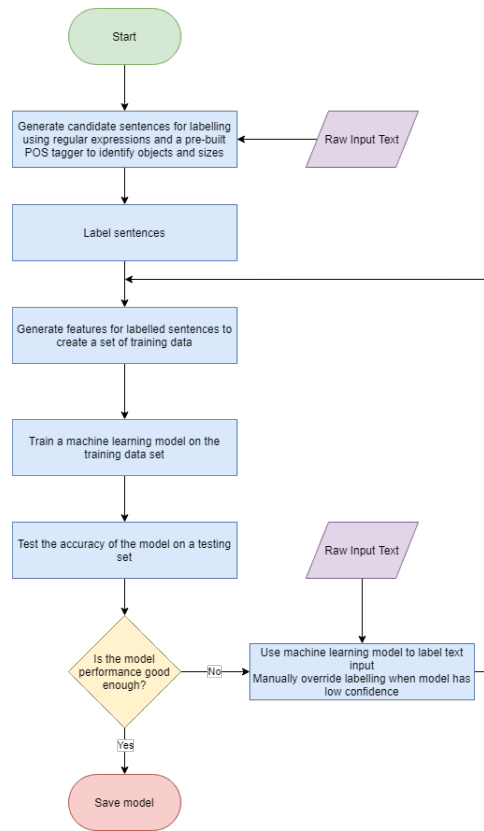 Start
Generate candidate sentences for labelling
using regular expressions and a pre-built
POS tagger to identify objects and sizes
Raw Input Text
Label sentences
Generate features for labelled sentences to
create a set of training data
Train a machine learning model on the
training data set
Test the accuracy of the model on a testing
set
Raw Input Text
Is the model
performance good
enough?
No
Use machine learning model to label text
input
Manually override labelling when model has
low confidence
Yes
Save model